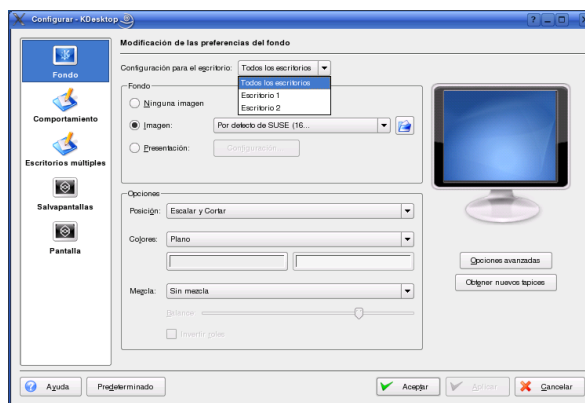 Configurar - KDesktop
Modificación de las preferencias del fondo
Configuración para el escritorio: Todos los escritorios
Todos los escritorios
Escritorio 1
Escritorio 2
Fondo
Comportamiento
Escritorios múltiples
Salvapantallas
Pantalla
Fondo
Ninguna imagen
Imagen: Por defecto de SUSE (16...
Presentación: Configuración...
Opciones
Posición: Escalar y Cortar
Colores: Plano
Mezcla: Sin mezcla
Balance:
Invertir roles
Opciones avanzadas
Obtener nuevos tapices
Ayuda
Predeterminado
Aceptar
Aplicar
Cancelar